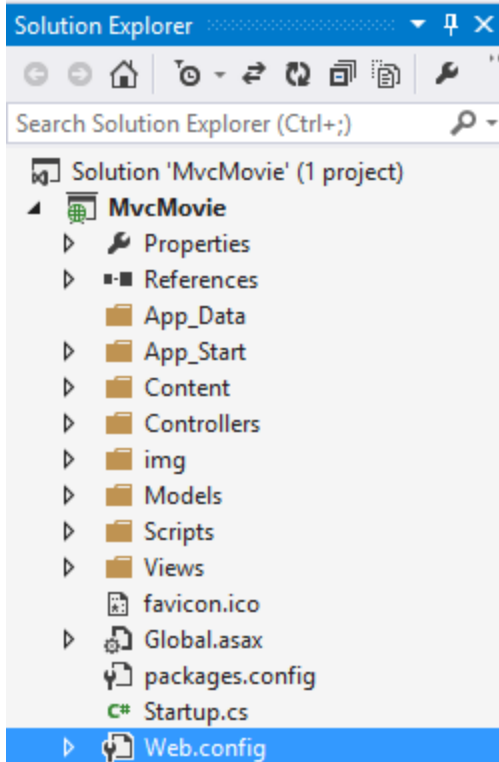 Solution Explorer
Search Solution Explorer (Ctrl+;)
Solution 'MvcMovie' (1 project)
MvcMovie
Properties
References
App_Data
App_Start
Content
Controllers
img
Models
Scripts
Views
favicon.ico
Global.asax
packages.config
C# Startup.cs
Web.config